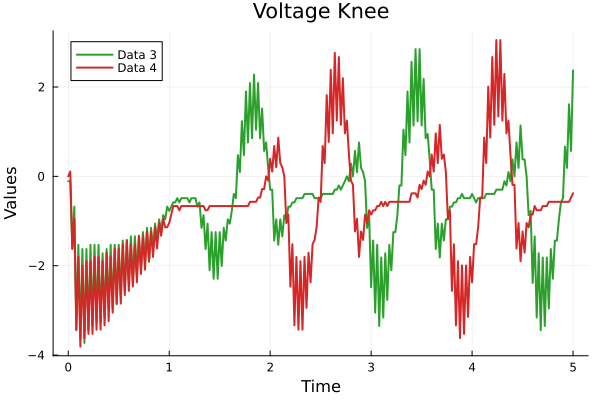 Voltage Knee
Data 3
Data 4
Values
2
0
−2
−4
0 1 2 3 4 5
Time